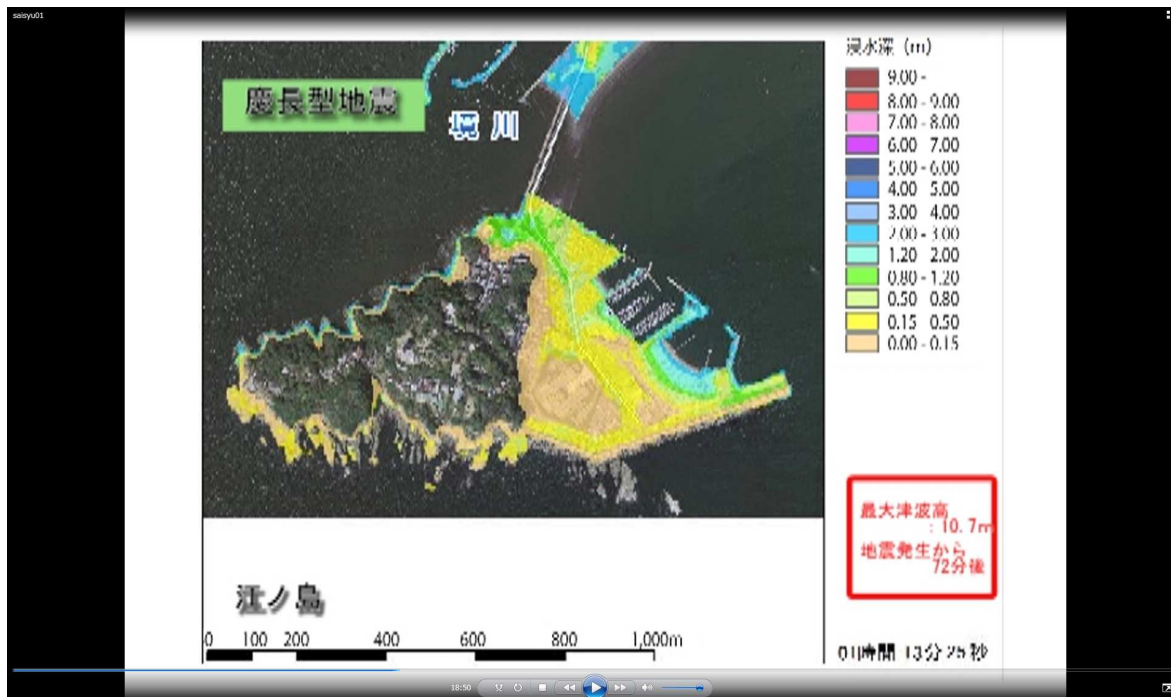 saisyu01
浸水深 (m)
慶長型地震
堀川
9.00 -
8.00 - 9.00
7.00 - 8.00
6.00 7.00
5.00 - 6.00
4.00 5.00
3.00 4.00
2.00 - 3.00
1.20 2.00
0.80 - 1.20
0.50 0.80
0.15 0.50
0.00 - 0.15
最大津波高
: 10.7m
地震発生から
72分後
江ノ島
0 100 200 400 600 800 1,000m
01時間 13分 25秒
18:50